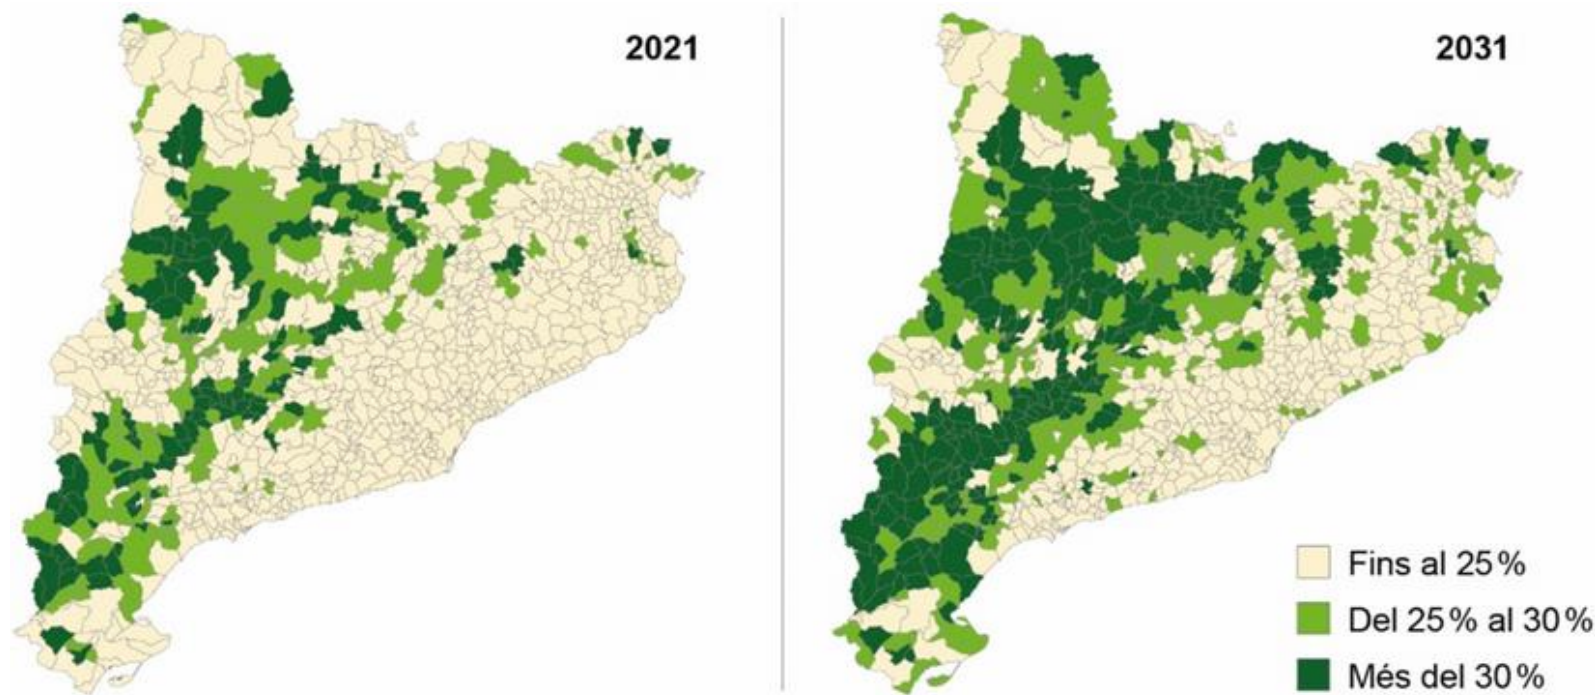 2021
2031
Fins al 25%
Del 25% al 30%
Més del 30%